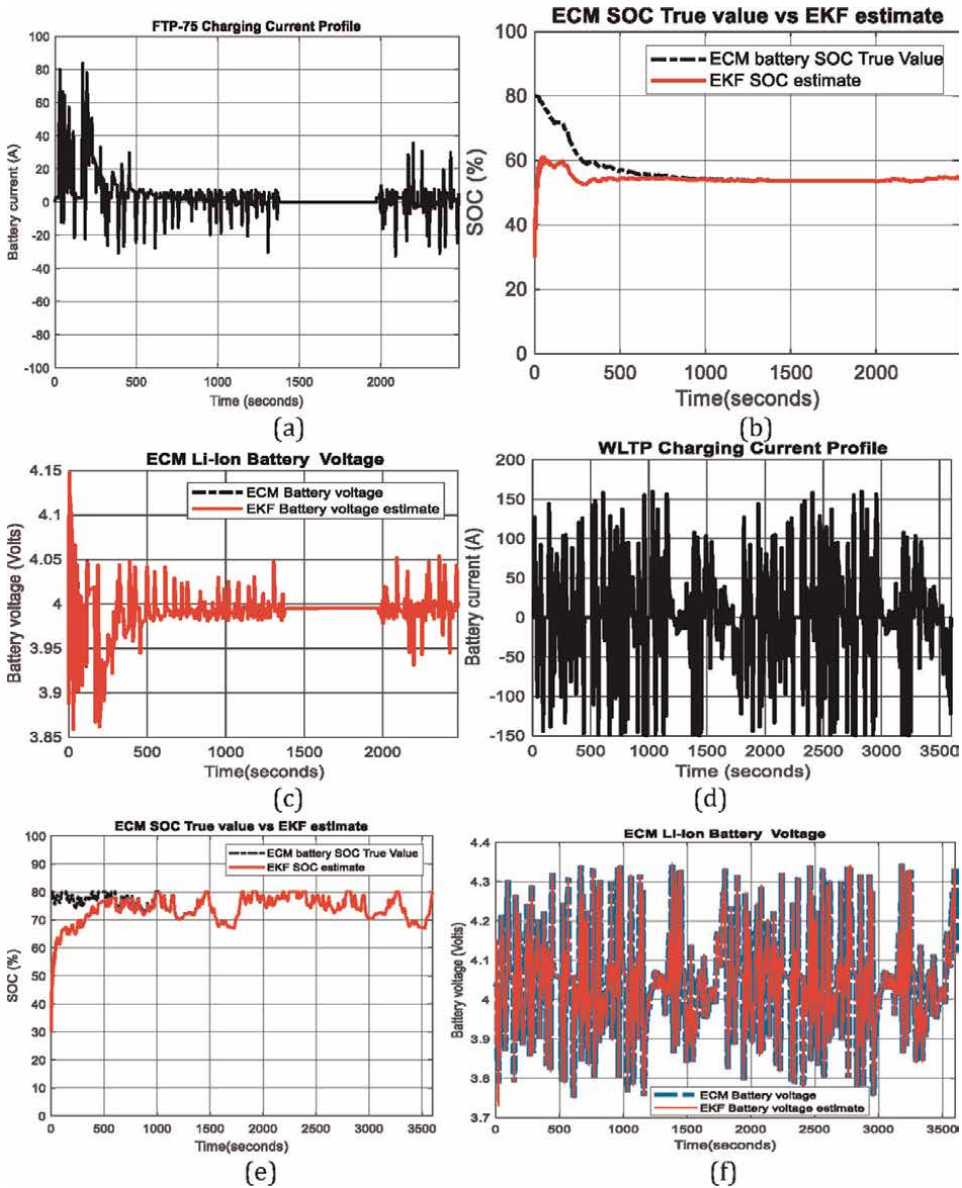 FTP-75 Charging Current Profile
100
80
60
40
20
0
-20
-40
-60
-80
-100
Battery current (A)
0
500
1000
1500
2000
Time (seconds)
(a)
ECM SOC True value vs EKF estimate
ECM battery SOC True Value
EKF SOC estimate
100
80
60
40
20
0
SOC (%)
0
500
1000
1500
2000
Time(seconds)
(b)
ECM Li-Ion Battery Voltage
ECM Battery voltage
EKF Battery voltage estimate
4.15
4.1
4.05
4
3.95
3.9
3.85
Battery voltage (Volts)
0
500
1000
1500
2000
Time(seconds)
(c)
WLTP Charging Current Profile
200
150
100
50
0
-50
-100
-150
Battery current (A)
0
500
1000
1500
2000
2500
3000
3500
Time (seconds)
(d)
ECM SOC True value vs EKF estimate
ECM battery SOC True Value
EKF SOC estimate
100
90
80
70
60
50
40
30
20
10
0
SOC (%)
0
500
1000
1500
2000
2500
3000
3500
Time(seconds)
(e)
ECM Li-Ion Battery Voltage
4.4
4.3
4.2
4.1
4
3.9
3.8
3.7
Battery voltage (Volts)
ECM Battery voltage
EKF Battery voltage estimate
0
500
1000
1500
2000
2500
3000
3500
Time(seconds)
(f)